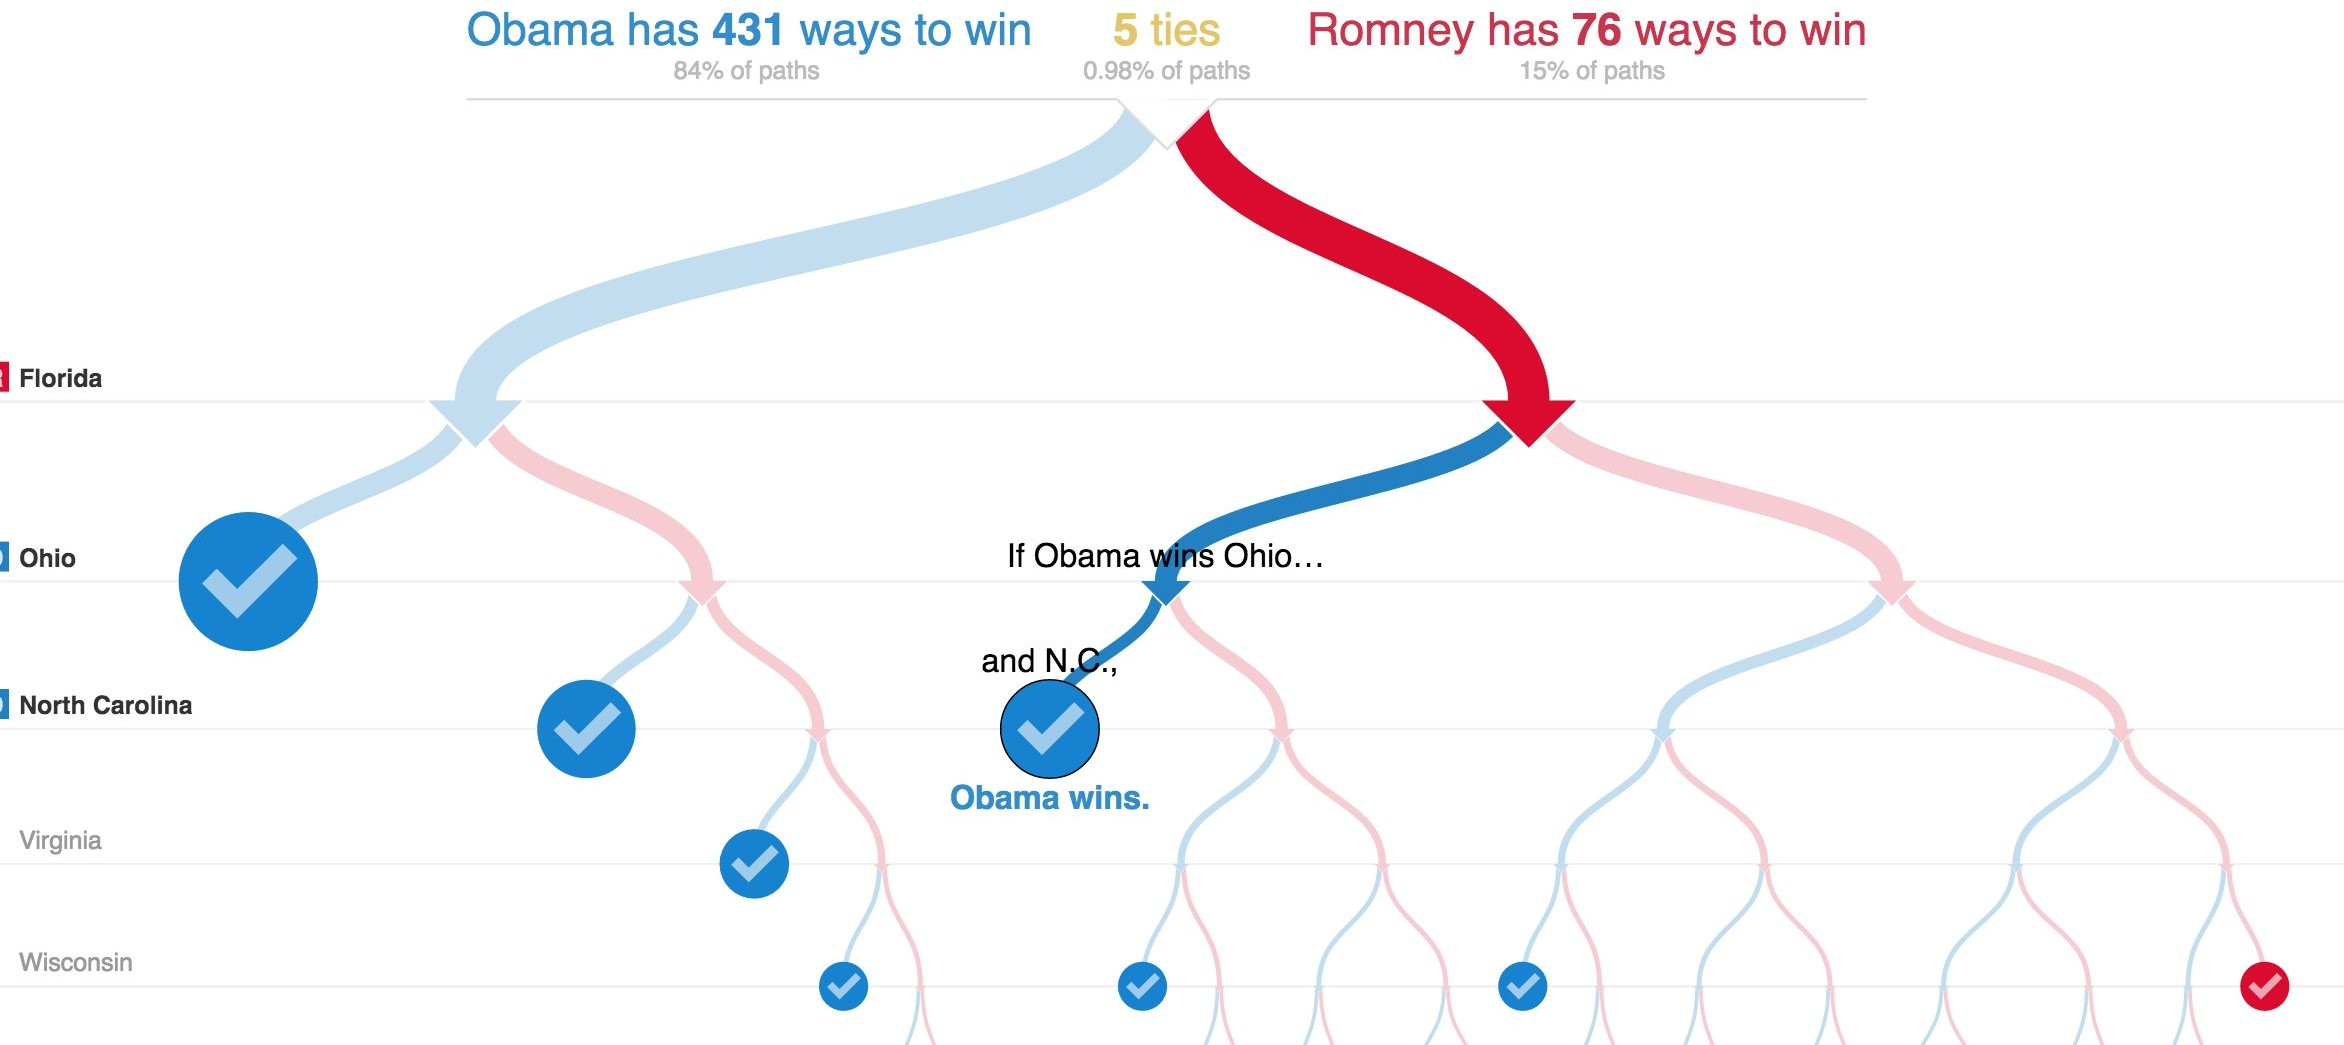 Obama has 431 ways to win
84% of paths
5 ties
0.98% of paths
Romney has 76 ways to win
15% of paths
Florida
Ohio
If Obama wins Ohio…
and N.C.,
North Carolina
Obama wins.
Virginia
Wisconsin